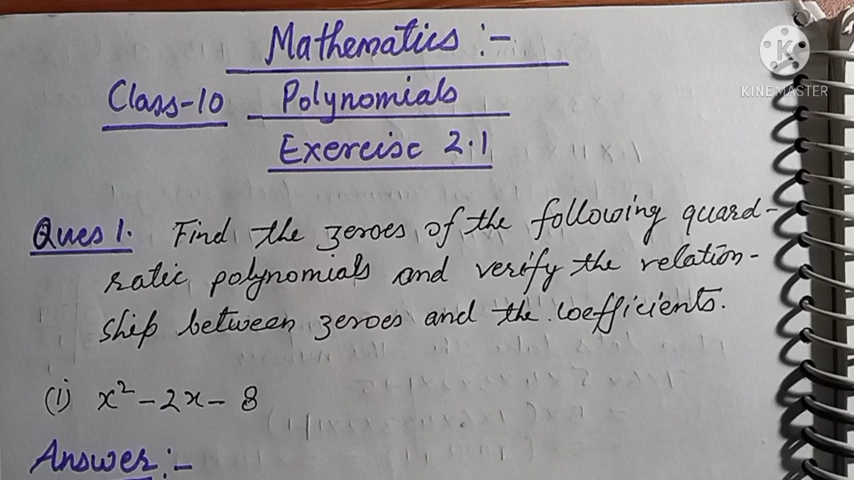 Mathematics :-
Class-10 Polynomials
Exercise 2.1
Ques 1. Find the zeroes of the following quard-
ratic polynomials and verify the relation-
ship between zeroes and the coefficients.
(i) x² - 2x - 8
Answer :-
K
KINEMASTER